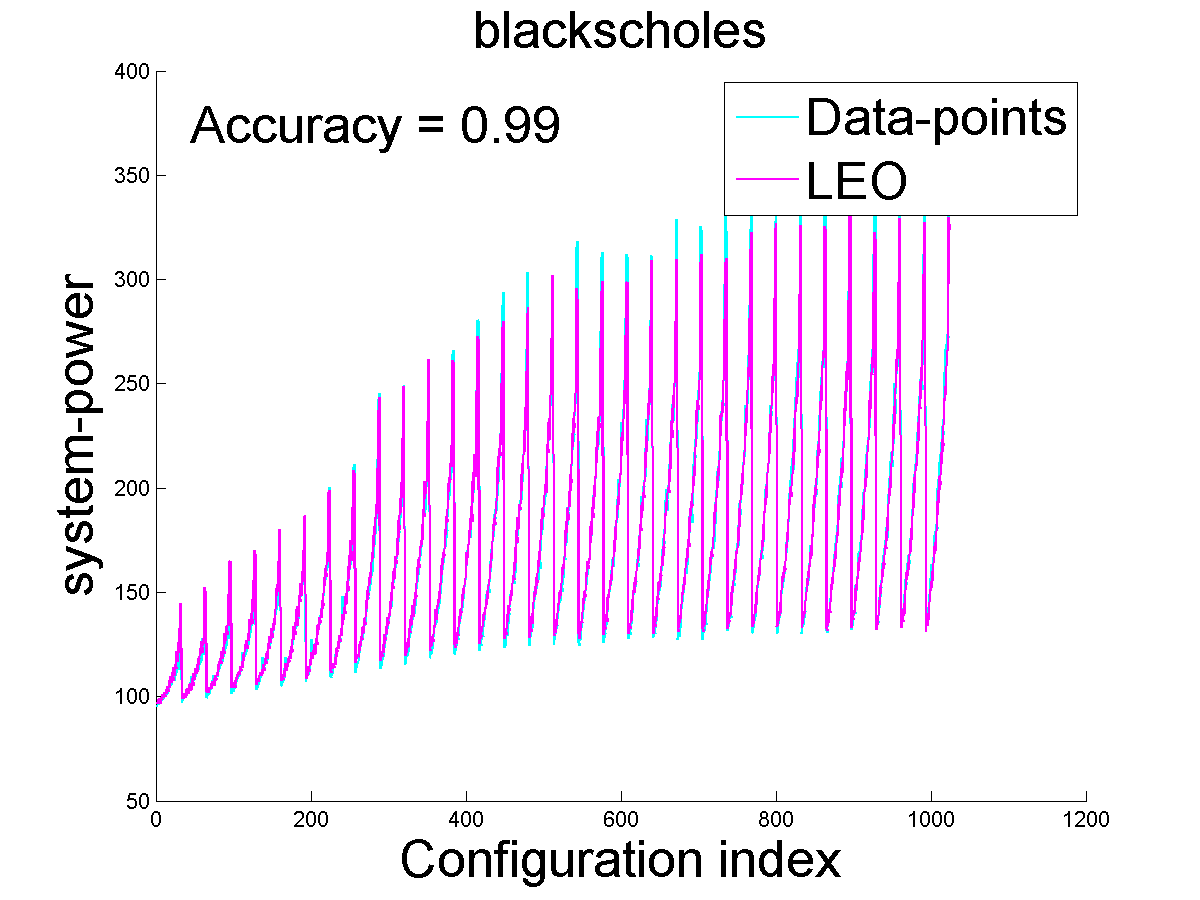 blackscholes
400
Accuracy = 0.99
Data-points
LEO
350
300
250
200
150
100
50
system-power
0 200 400 600 800 1000 1200
Configuration index